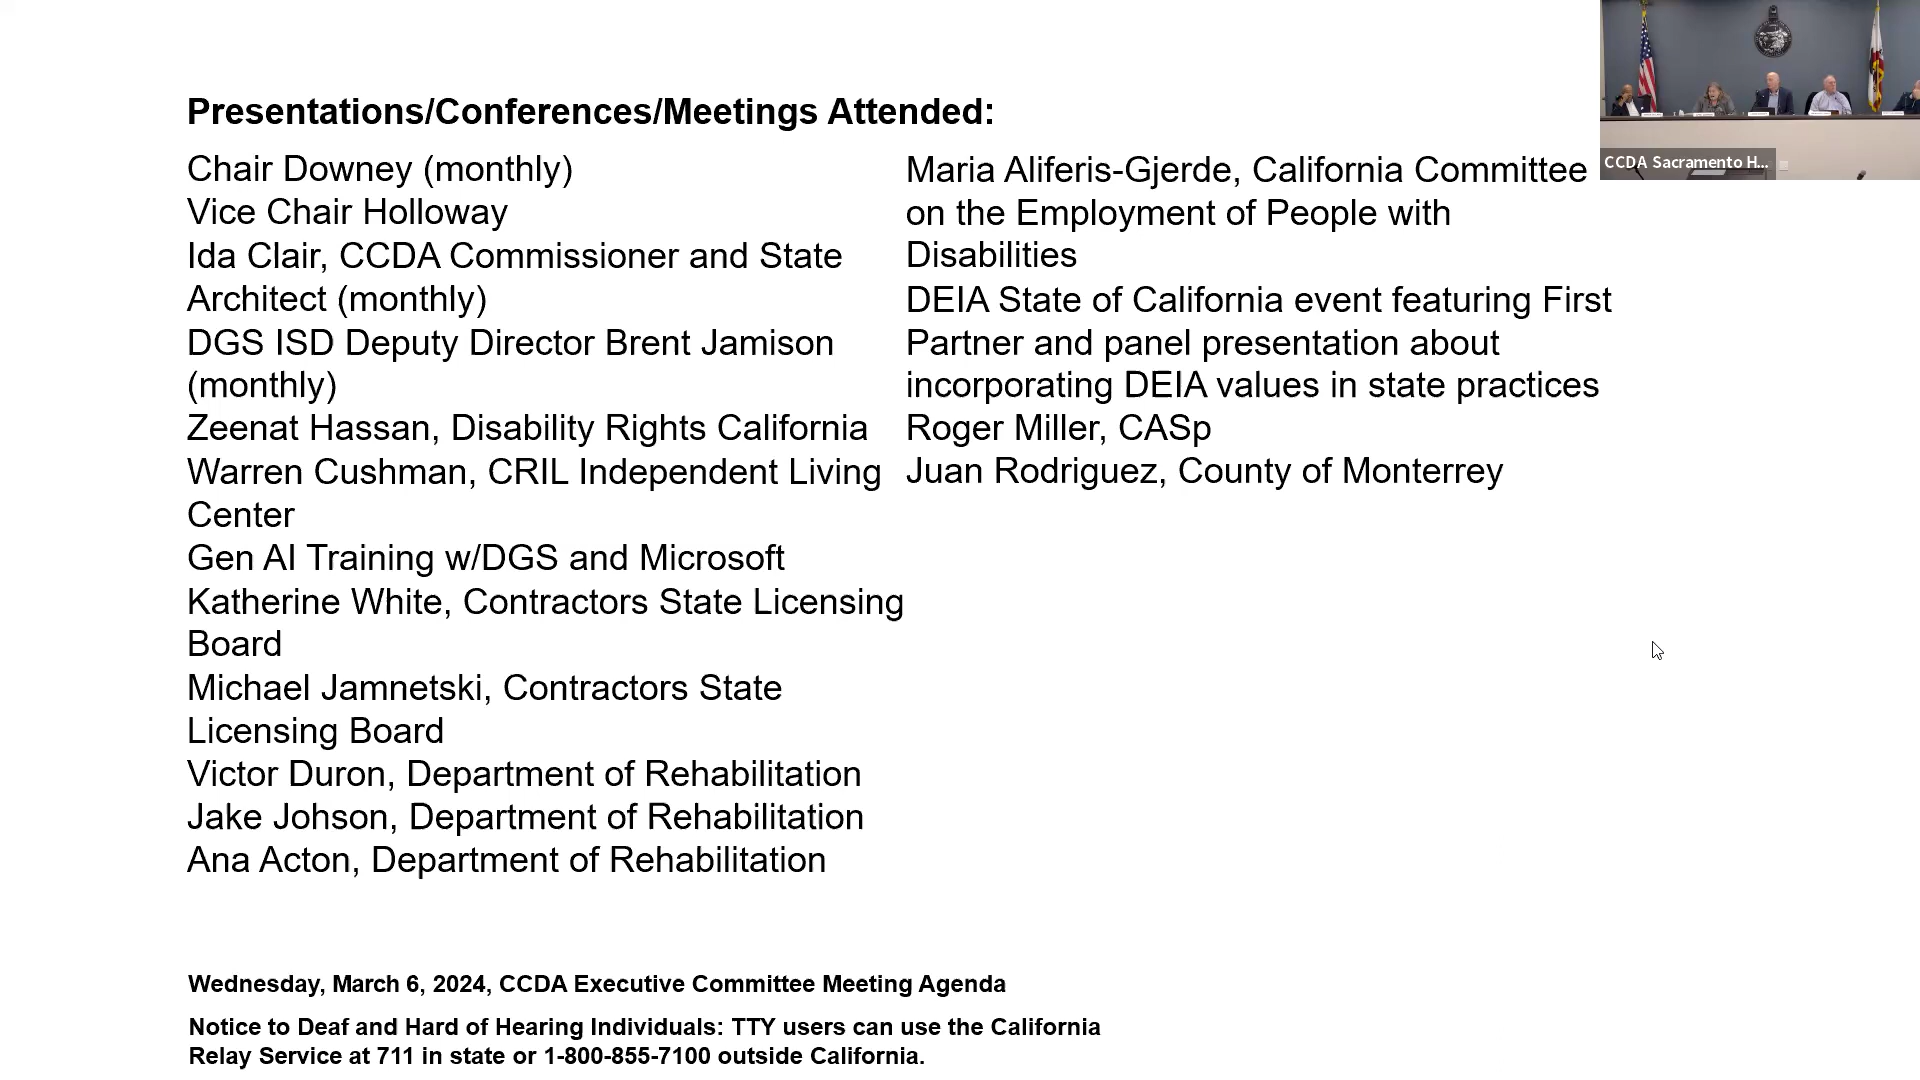 Presentations/Conferences/Meetings Attended:
Chair Downey (monthly)
Vice Chair Holloway
Ida Clair, CCDA Commissioner and State
Architect (monthly)
DGS ISD Deputy Director Brent Jamison
(monthly)
Zeenat Hassan, Disability Rights California
Warren Cushman, CRIL Independent Living
Center
Gen AI Training w/DGS and Microsoft
Katherine White, Contractors State Licensing
Board
Michael Jamnetski, Contractors State
Licensing Board
Victor Duron, Department of Rehabilitation
Jake Johson, Department of Rehabilitation
Ana Acton, Department of Rehabilitation
Maria Aliferis-Gjerde, California Committee
on the Employment of People with
Disabilities
DEIA State of California event featuring First
Partner and panel presentation about
incorporating DEIA values in state practices
Roger Miller, CASp
Juan Rodriguez, County of Monterrey
Wednesday, March 6, 2024, CCDA Executive Committee Meeting Agenda
Notice to Deaf and Hard of Hearing Individuals: TTY users can use the California
Relay Service at 711 in state or 1-800-855-7100 outside California.
CCDA Sacramento H...